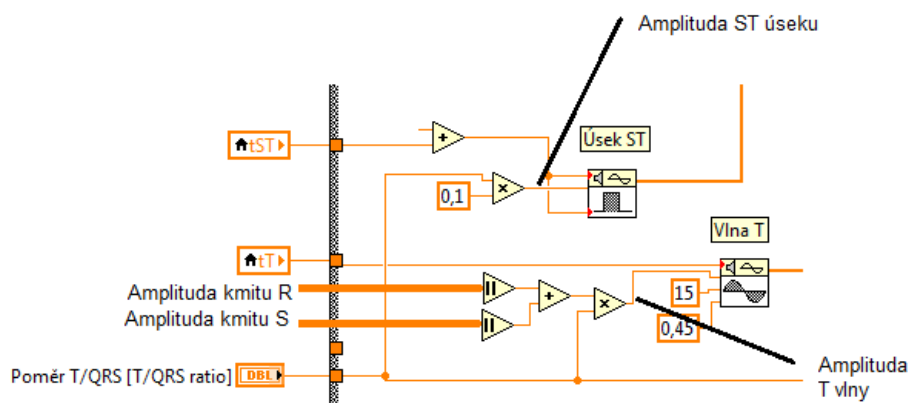 Amplituda ST úseku
tST
+
Úsek ST
×
0,1
Vlna T
tT
Amplituda kmitu R
Amplituda kmitu S
+
×
15
0,45
Poměr T/QRS [T/QRS ratio]
DBL
Amplituda
T vlny